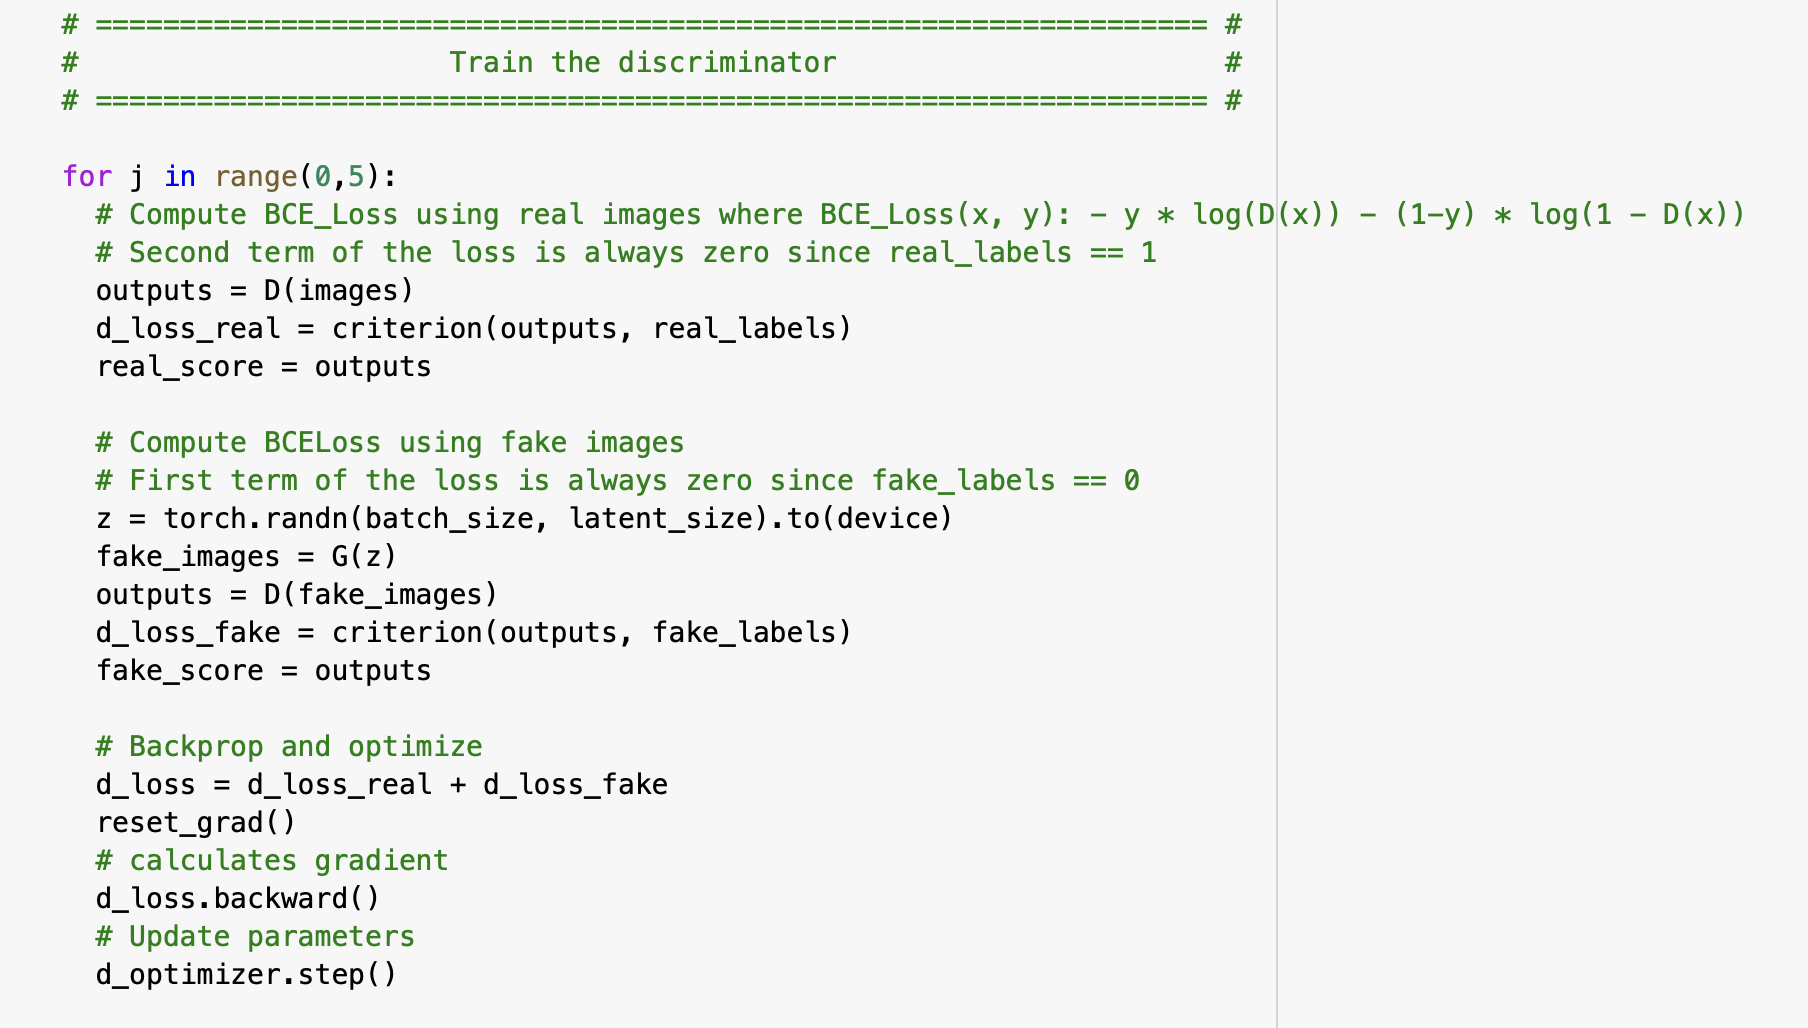 # ================================================================== #
#                      Train the discriminator                       #
# ================================================================== #
for j in range(0,5):
  # Compute BCE_Loss using real images where BCE_Loss(x, y): - y * log(D(x)) - (1-y) * log(1 - D(x))
  # Second term of the loss is always zero since real_labels == 1
  outputs = D(images)
  d_loss_real = criterion(outputs, real_labels)
  real_score = outputs
  # Compute BCELoss using fake images
  # First term of the loss is always zero since fake_labels == 0
  z = torch.randn(batch_size, latent_size).to(device)
  fake_images = G(z)
  outputs = D(fake_images)
  d_loss_fake = criterion(outputs, fake_labels)
  fake_score = outputs
  # Backprop and optimize
  d_loss = d_loss_real + d_loss_fake
  reset_grad()
  # calculates gradient
  d_loss.backward()
  # Update parameters
  d_optimizer.step()